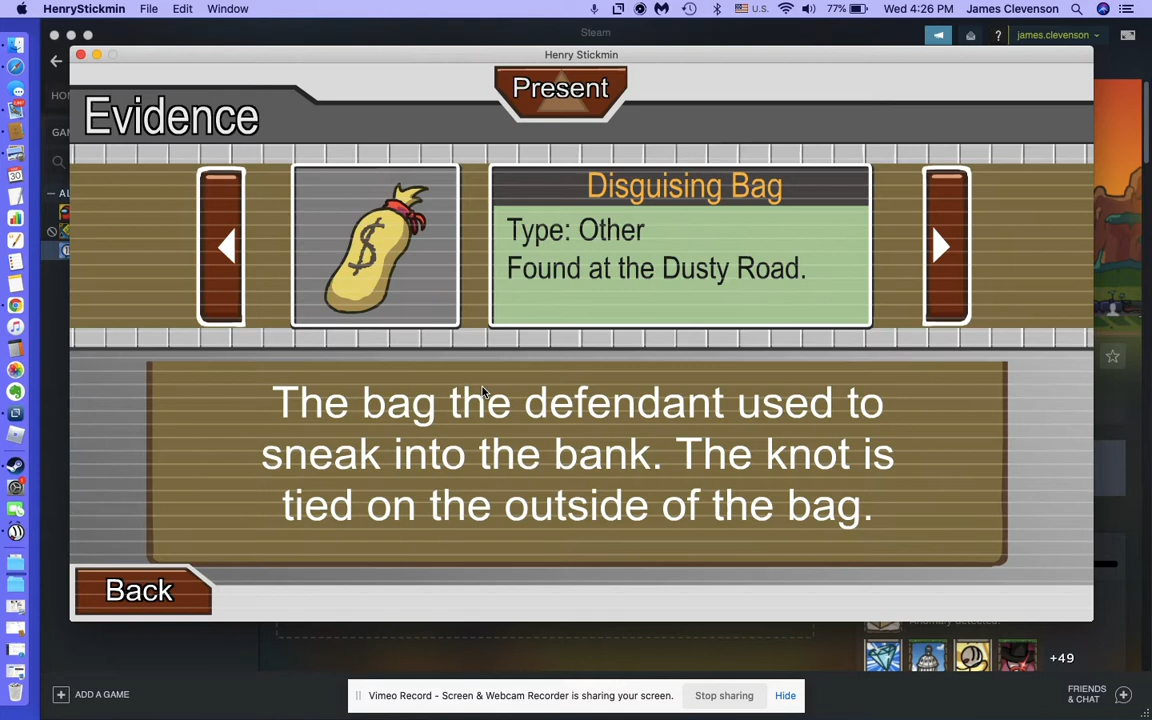 HenryStickmin File Edit Window U.S. 77% Wed 4:26 PM James Clevenson
Steam
james.clevenson
Henry Stickmin
Present
Evidence
$
Disguising Bag
Type: Other
Found at the Dusty Road.
The bag the defendant used to
sneak into the bank. The knot is
tied on the outside of the bag.
Back
+49
Vimeo Record - Screen & Webcam Recorder is sharing your screen. Stop sharing Hide
ADD A GAME
FRIENDS
& CHAT